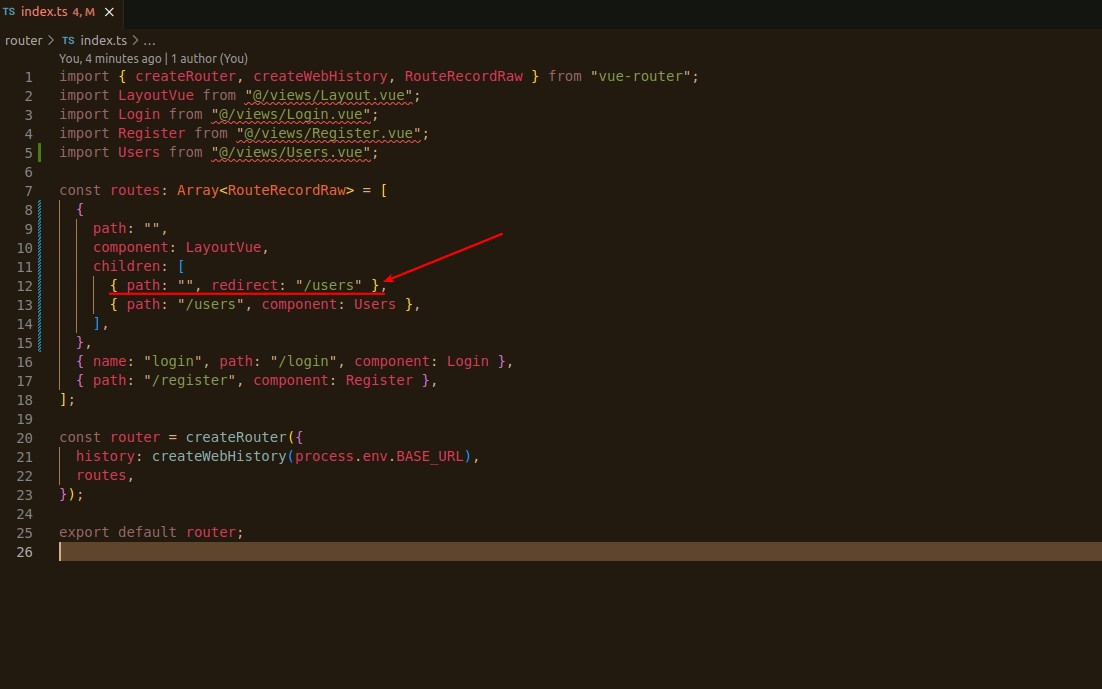 TS index.ts 4, M ×
router > TS index.ts > ...
You, 4 minutes ago | 1 author (You)
1 import { createRouter, createWebHistory, RouteRecordRaw } from "vue-router";
2 import LayoutVue from "@/views/Layout.vue";
3 import Login from "@/views/Login.vue";
4 import Register from "@/views/Register.vue";
5 import Users from "@/views/Users.vue";
6
7 const routes: Array<RouteRecordRaw> = [
8   {
9     path: "",
10     component: LayoutVue,
11     children: [
12       { path: "", redirect: "/users" },
13       { path: "/users", component: Users },
14     ],
15   },
16   { name: "login", path: "/login", component: Login },
17   { path: "/register", component: Register },
18 ];
19
20 const router = createRouter({
21   history: createWebHistory(process.env.BASE_URL),
22   routes,
23 });
24
25 export default router;
26